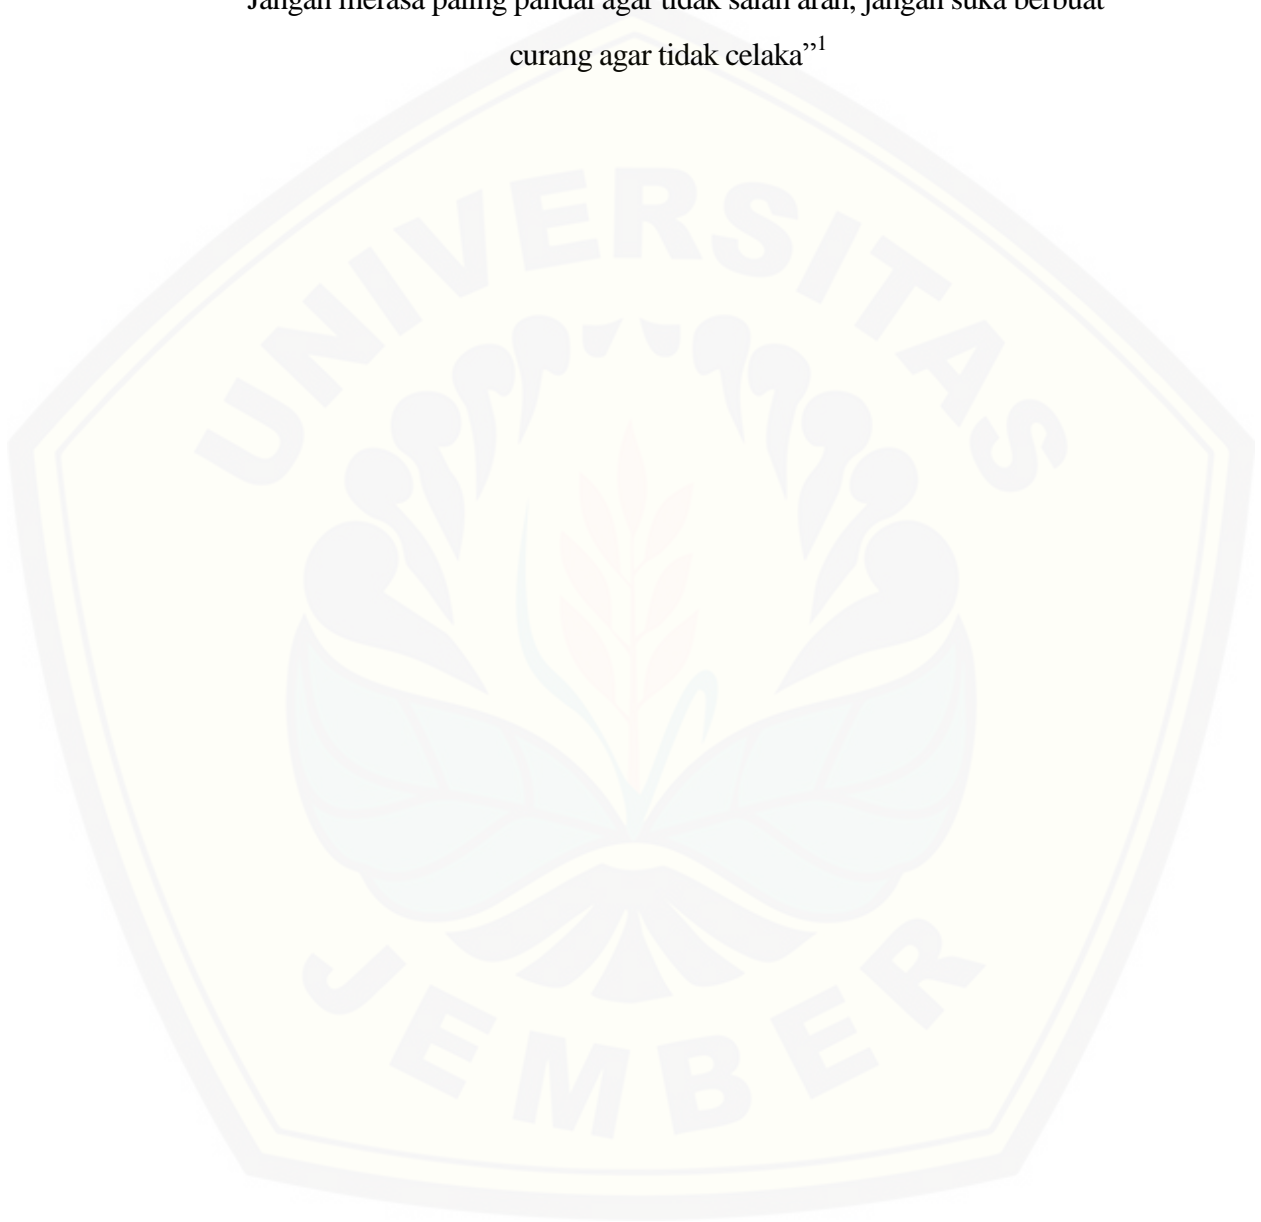 Jangan merasa paling pandai agar tidak salah arah, jangan suka berbuat
curang agar tidak celaka”¹
UNIVERSITAS
JEMBER